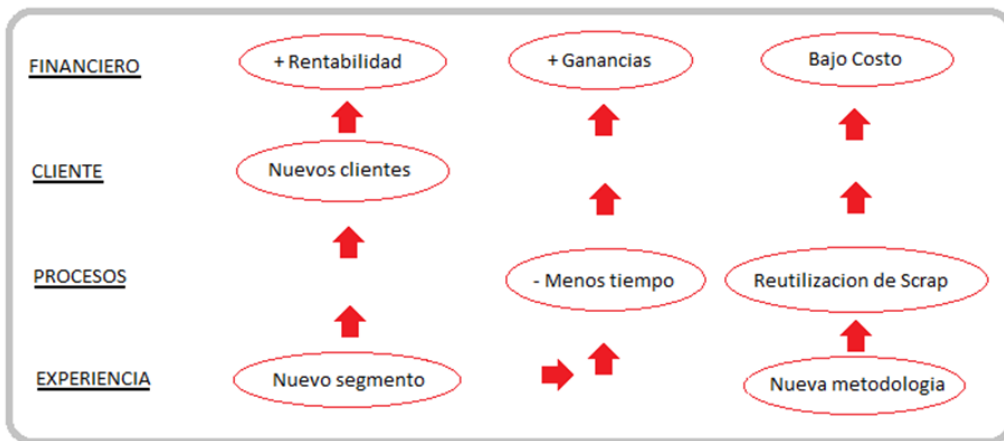 FINANCIERO
+ Rentabilidad
+ Ganancias
Bajo Costo
CLIENTE
Nuevos clientes
PROCESOS
- Menos tiempo
Reutilizacion de Scrap
EXPERIENCIA
Nuevo segmento
Nueva metodologia